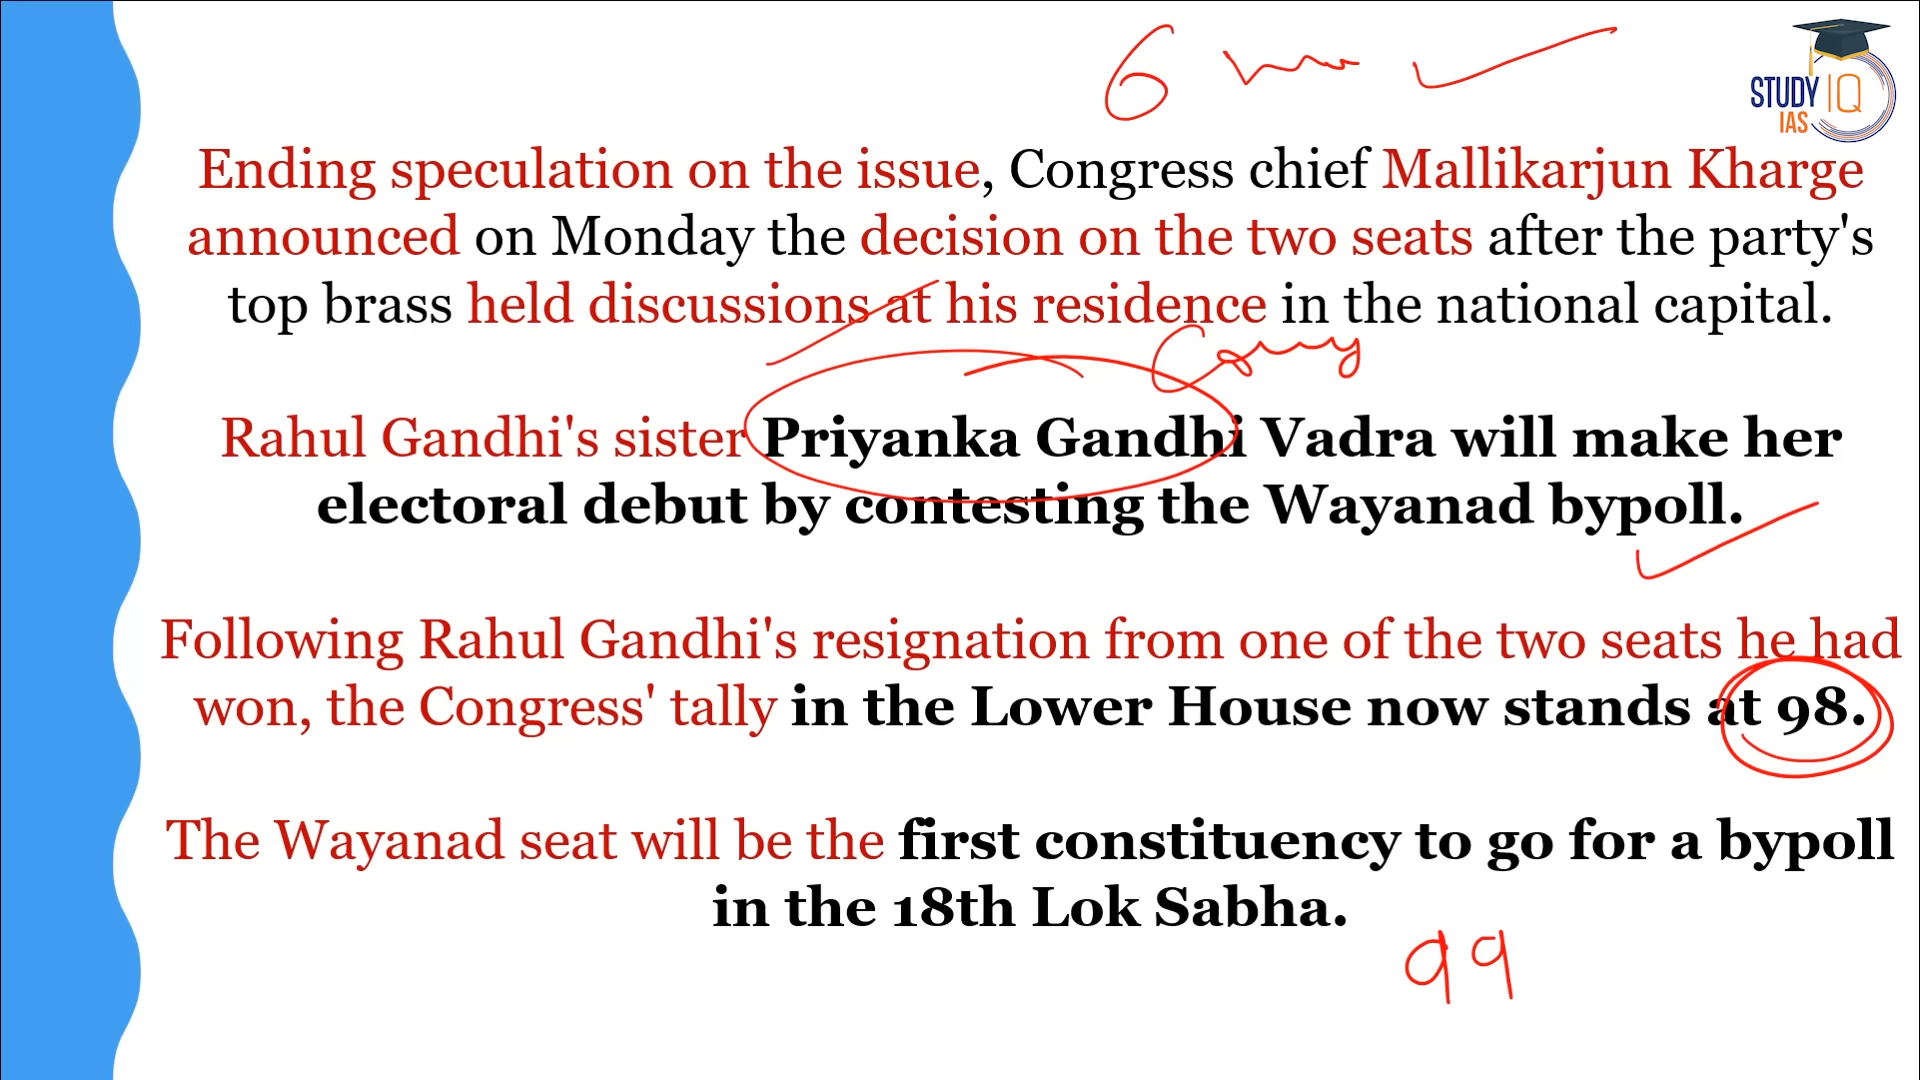 6
STUDY IQ
IAS
Ending speculation on the issue, Congress chief Mallikarjun Kharge
announced on Monday the decision on the two seats after the party's
top brass held discussions at his residence in the national capital.
Rahul Gandhi's sister Priyanka Gandhi Vadra will make her
electoral debut by contesting the Wayanad bypoll.
Following Rahul Gandhi's resignation from one of the two seats he had
won, the Congress' tally in the Lower House now stands at 98.
The Wayanad seat will be the first constituency to go for a bypoll
in the 18th Lok Sabha.
99